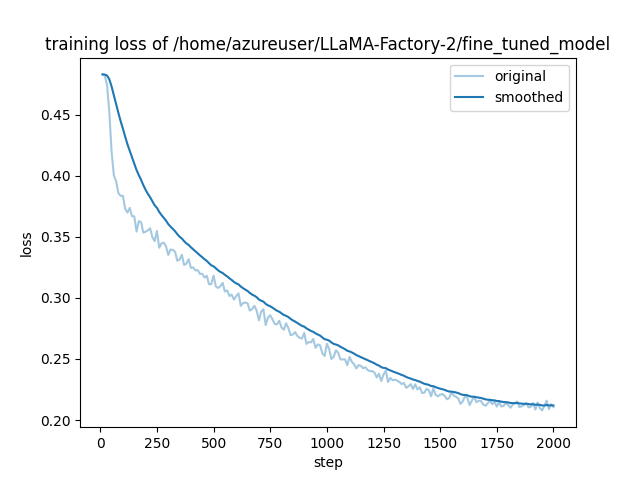 training loss of /home/azureuser/LLaMA-Factory-2/fine_tuned_model
original
smoothed
0.45
0.40
0.35
0.30
0.25
0.20
loss
0 250 500 750 1000 1250 1500 1750 2000
step